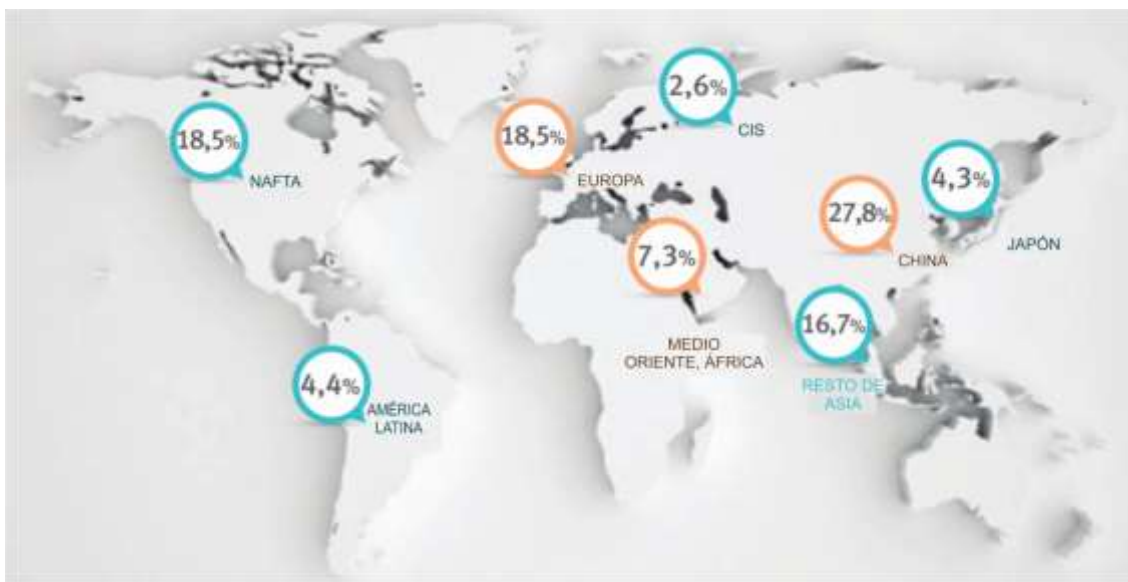 2,6%
CIS
18,5%
NAFTA
18,5%
EUROPA
4,3%
JAPÓN
27,8%
CHINA
7,3%
MEDIO
ORIENTE, ÁFRICA
16,7%
RESTO DE
ASIA
4,4%
AMÉRICA
LATINA